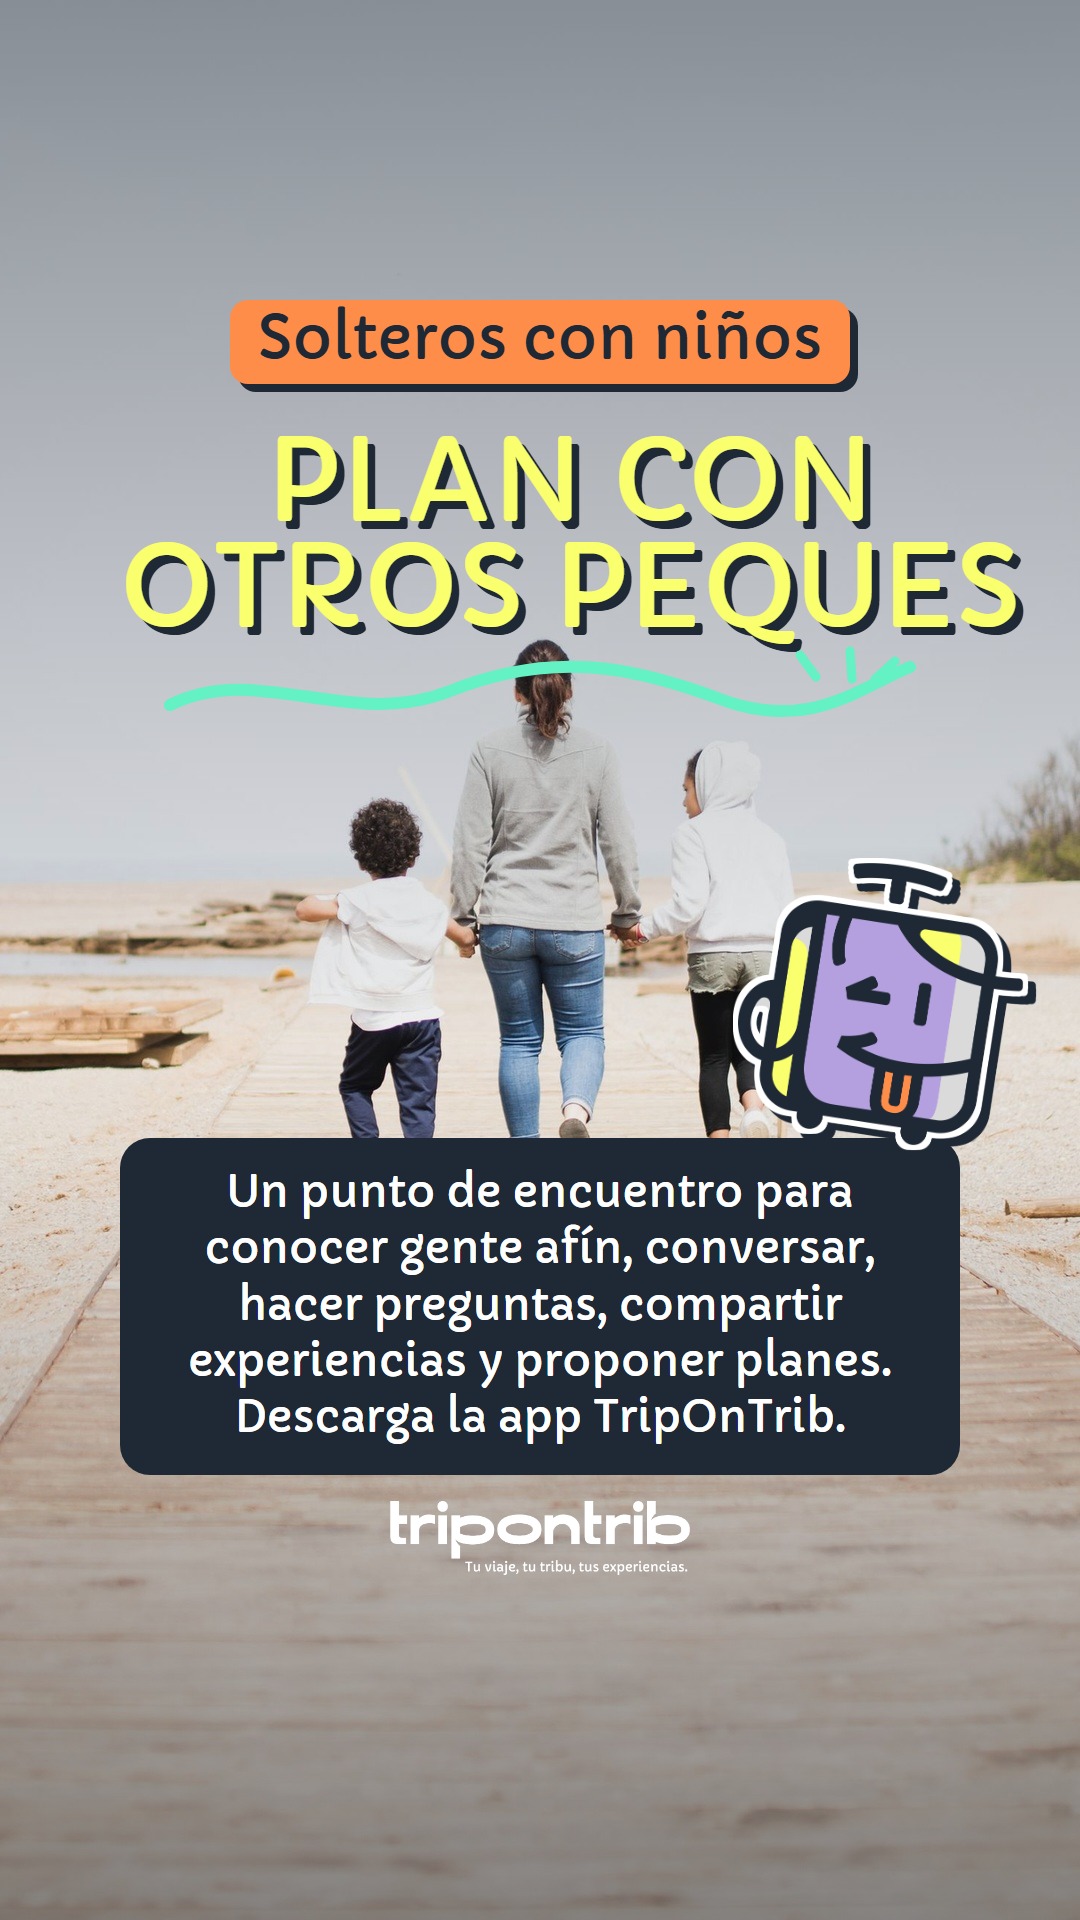 Solteros con niños
PLAN CON
OTROS PEQUES
Un punto de encuentro para
conocer gente afín, conversar,
hacer preguntas, compartir
experiencias y proponer planes.
Descarga la app TripOnTrib.
tripontrib
Tu viaje, tu tribu, tus experiencias.